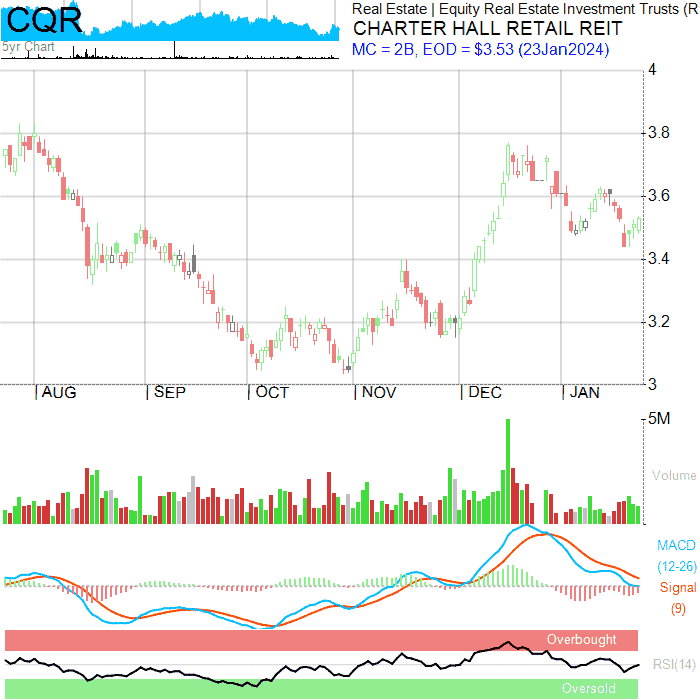 CQR
5yr Chart
Real Estate | Equity Real Estate Investment Trusts (R
CHARTER HALL RETAIL REIT
MC = 2B, EOD = $3.53 (23Jan2024)
4
3.8
3.6
3.4
3.2
3
AUG
SEP
OCT
NOV
DEC
JAN
5M
Volume
MACD
(12-26)
Signal
(9)
Overbought
RSI(14)
Oversold